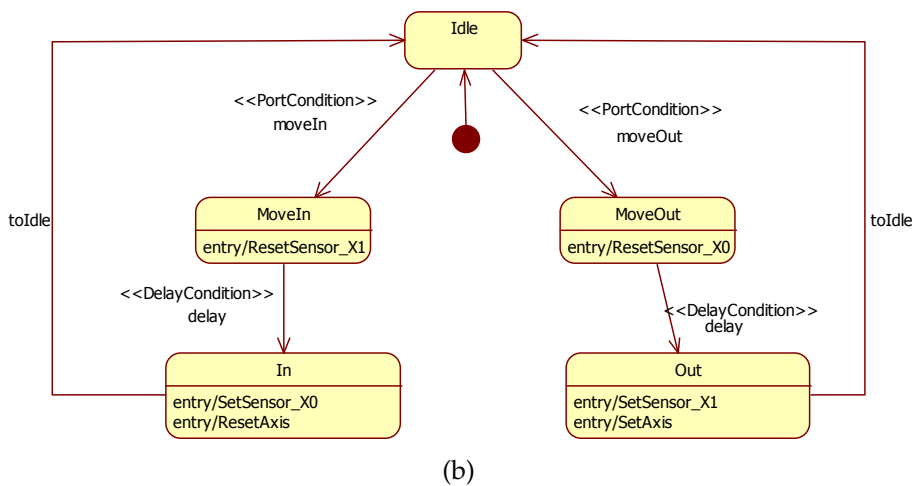 Idle
<<PortCondition>>
moveIn
<<PortCondition>>
moveOut
toIdle
MoveIn
entry/ResetSensor_X1
MoveOut
entry/ResetSensor_X0
toIdle
<<DelayCondition>>
delay
<<DelayCondition>>
delay
In
entry/SetSensor_X0
entry/ResetAxis
Out
entry/SetSensor_X1
entry/SetAxis
(b)